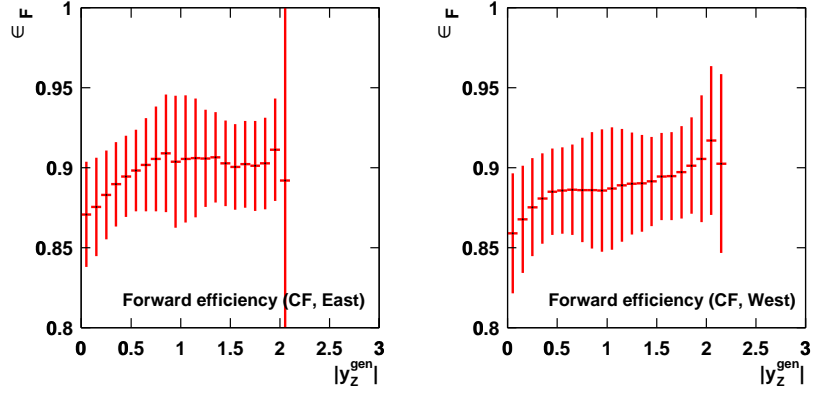 ∈ F
1
0.95
0.9
0.85
0.8
Forward efficiency (CF, East)
0 0.5 1 1.5 2 2.5 3
|y_Z^gen|
∈ F
1
0.95
0.9
0.85
0.8
Forward efficiency (CF, West)
0 0.5 1 1.5 2 2.5 3
|y_Z^gen|